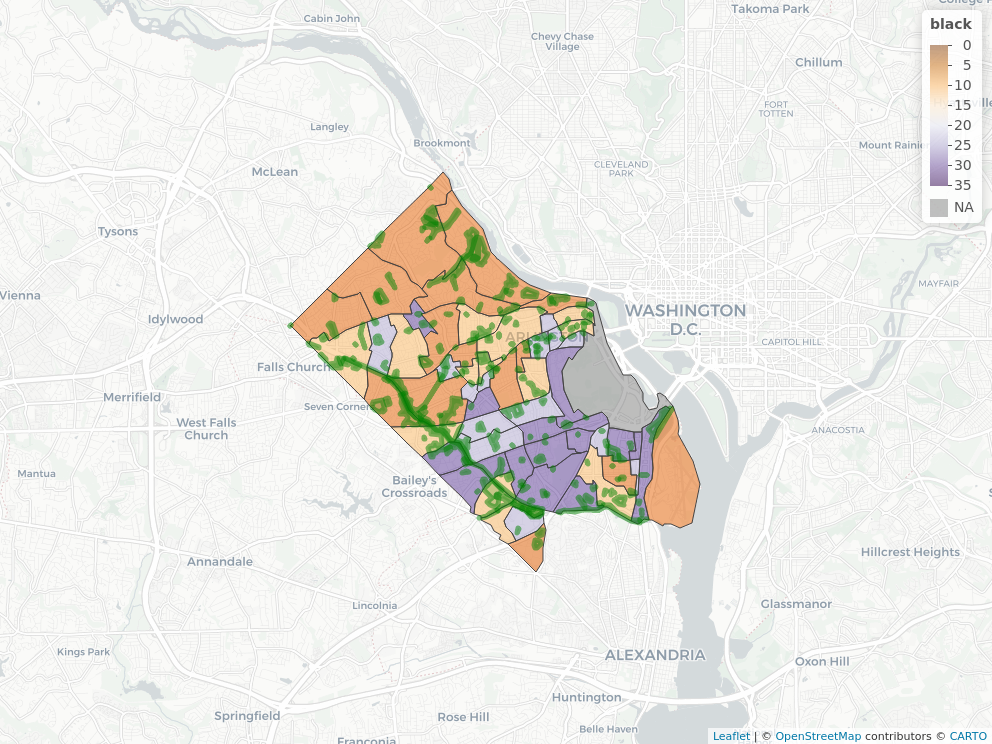 Cabin John
Takoma Park
Chevy Chase
Village
Chillum
black
0
5
10
15
20
25
30
35
NA
FORT
TOTTEN
Langley
Brookmont
Mount Rainie
McLean
CLEVELAND
PARK
Tysons
Vienna
MAYFAIR
Idylwood
WASHINGTON
D.C.
ARLINGTON
CAPITOL HILL
Falls Church
Merrifield
Seven Corners
West Falls
Church
ANACOSTIA
Mantua
Bailey's
Crossroads
Annandale
Hillcrest Heights
Lincolnia
Glassmanor
Kings Park
ALEXANDRIA
Oxon Hill
Huntington
Springfield
Rose Hill
Belle Haven
Franconia
Leaflet | © OpenStreetMap contributors © CARTO